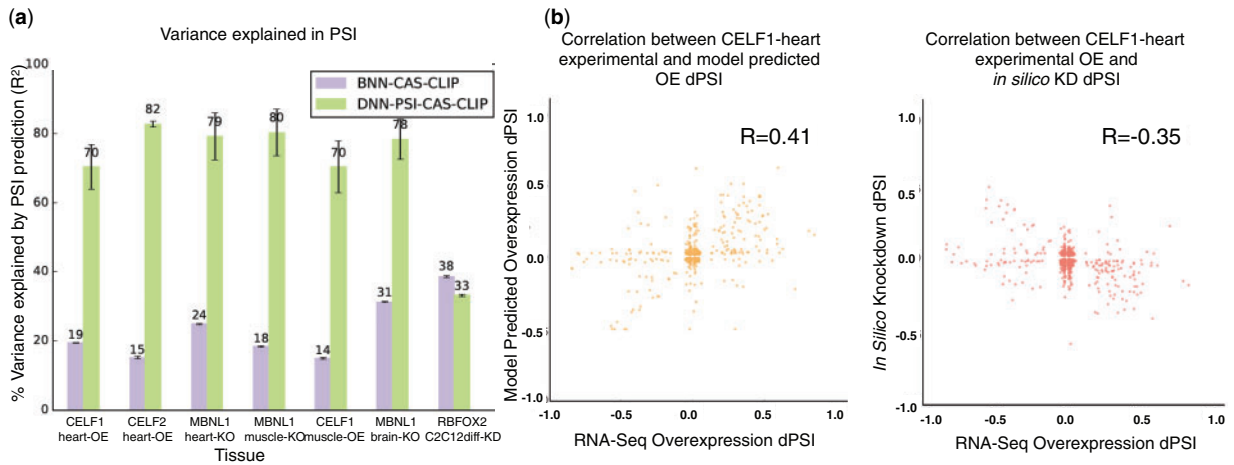 (a)
Variance explained in PSI
% Variance explained by PSI prediction (R²)
100
80
60
40
20
0
BNN-CAS-CLIP
DNN-PSI-CAS-CLIP
19
70
15
82
24
79
18
80
14
70
31
78
38
33
CELF1 heart-OE
CELF2 heart-OE
MBNL1 heart-KO
MBNL1 muscle-KO
CELF1 muscle-OE
MBNL1 brain-KO
RBFOX2 C2C12diff-KD
Tissue
(b)
Correlation between CELF1-heart
experimental and model predicted
OE dPSI
R=0.41
Model Predicted Overexpression dPSI
1.0
0.5
0.0
-0.5
-1.0
-1.0 -0.5 0.0 0.5 1.0
RNA-Seq Overexpression dPSI
Correlation between CELF1-heart
experimental OE and
in silico KD dPSI
R=-0.35
In Silico Knockdown dPSI
1.0
0.5
0.0
-0.5
-1.0
-1.0 -0.5 0.0 0.5 1.0
RNA-Seq Overexpression dPSI